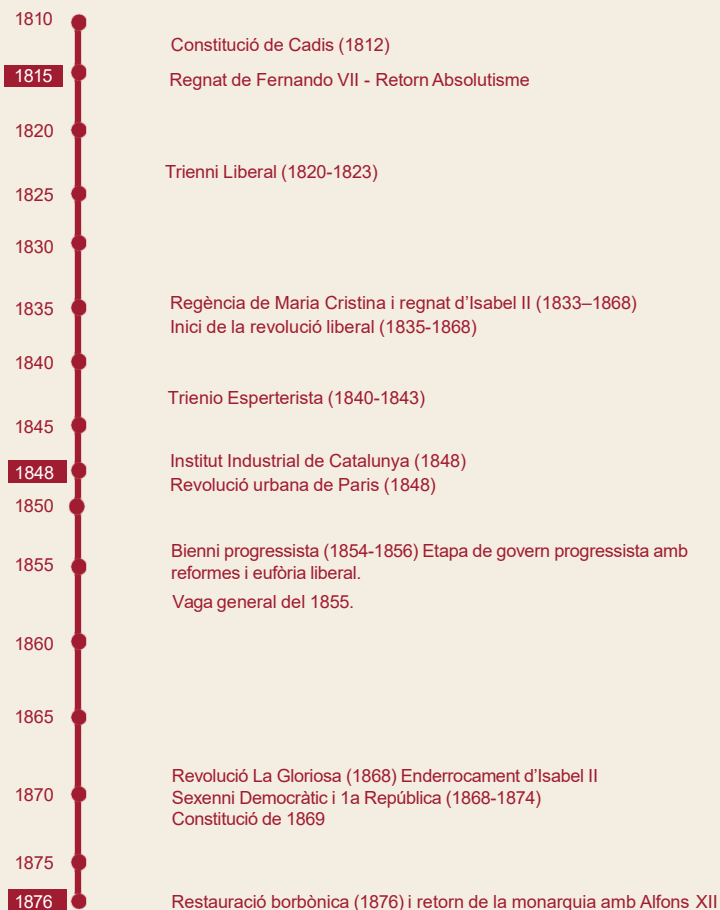 1810
Constitució de Cadis (1812)
1815
Regnat de Fernando VII - Retorn Absolutisme
1820
Trienni Liberal (1820-1823)
1825
1830
1835
Regència de Maria Cristina i regnat d’Isabel II (1833–1868)
Inici de la revolució liberal (1835-1868)
1840
Trienio Esperterista (1840-1843)
1845
Institut Industrial de Catalunya (1848)
1848
Revolució urbana de Paris (1848)
1850
Bienni progressista (1854-1856) Etapa de govern progressista amb
1855
reformes i eufòria liberal.
Vaga general del 1855.
1860
1865
Revolució La Gloriosa (1868) Enderrocament d’Isabel II
1870
Sexenni Democràtic i 1a República (1868-1874)
Constitució de 1869
1875
1876
Restauració borbònica (1876) i retorn de la monarquia amb Alfons XII